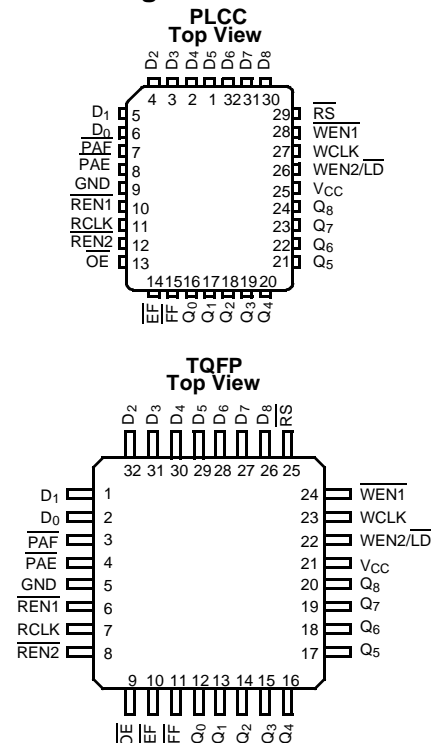 PLCC
Top View
D2 D3 D4 D5 D6 D7 D8
4 3 2 1 32 31 30
D1 5
D0 6
PAF 7
PAE 8
GND 9
REN1 10
RCLK 11
REN2 12
OE 13
29 RS
28 WEN1
27 WCLK
26 WEN2/LD
25 VCC
24 Q8
23 Q7
22 Q6
21 Q5
14 15 16 17 18 19 20
EF FF Q0 Q1 Q2 Q3 Q4
TQFP
Top View
D2 D3 D4 D5 D6 D7 D8 RS
32 31 30 29 28 27 26 25
D1 1
D0 2
PAF 3
PAE 4
GND 5
REN1 6
RCLK 7
REN2 8
24 WEN1
23 WCLK
22 WEN2/LD
21 VCC
20 Q8
19 Q7
18 Q6
17 Q5
9 10 11 12 13 14 15 16
OE EF FF Q0 Q1 Q2 Q3 Q4